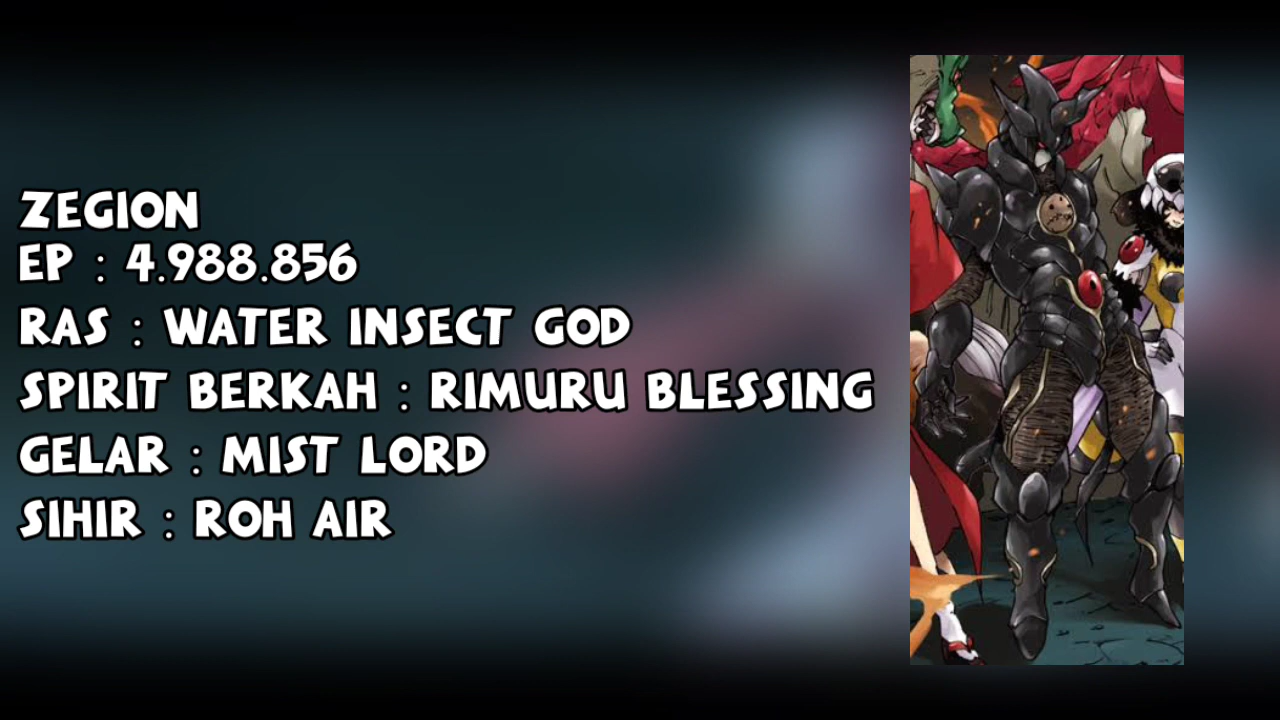 ZEGION
EP : 4.988.856
RAS : WATER INSECT GOD
SPIRIT BERKAH : RIMURU BLESSING
GELAR : MIST LORD
SIHIR : ROH AIR